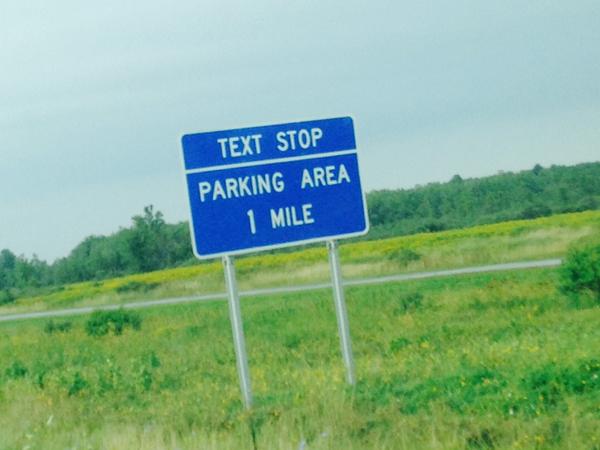 TEXT STOP
PARKING AREA
1 MILE